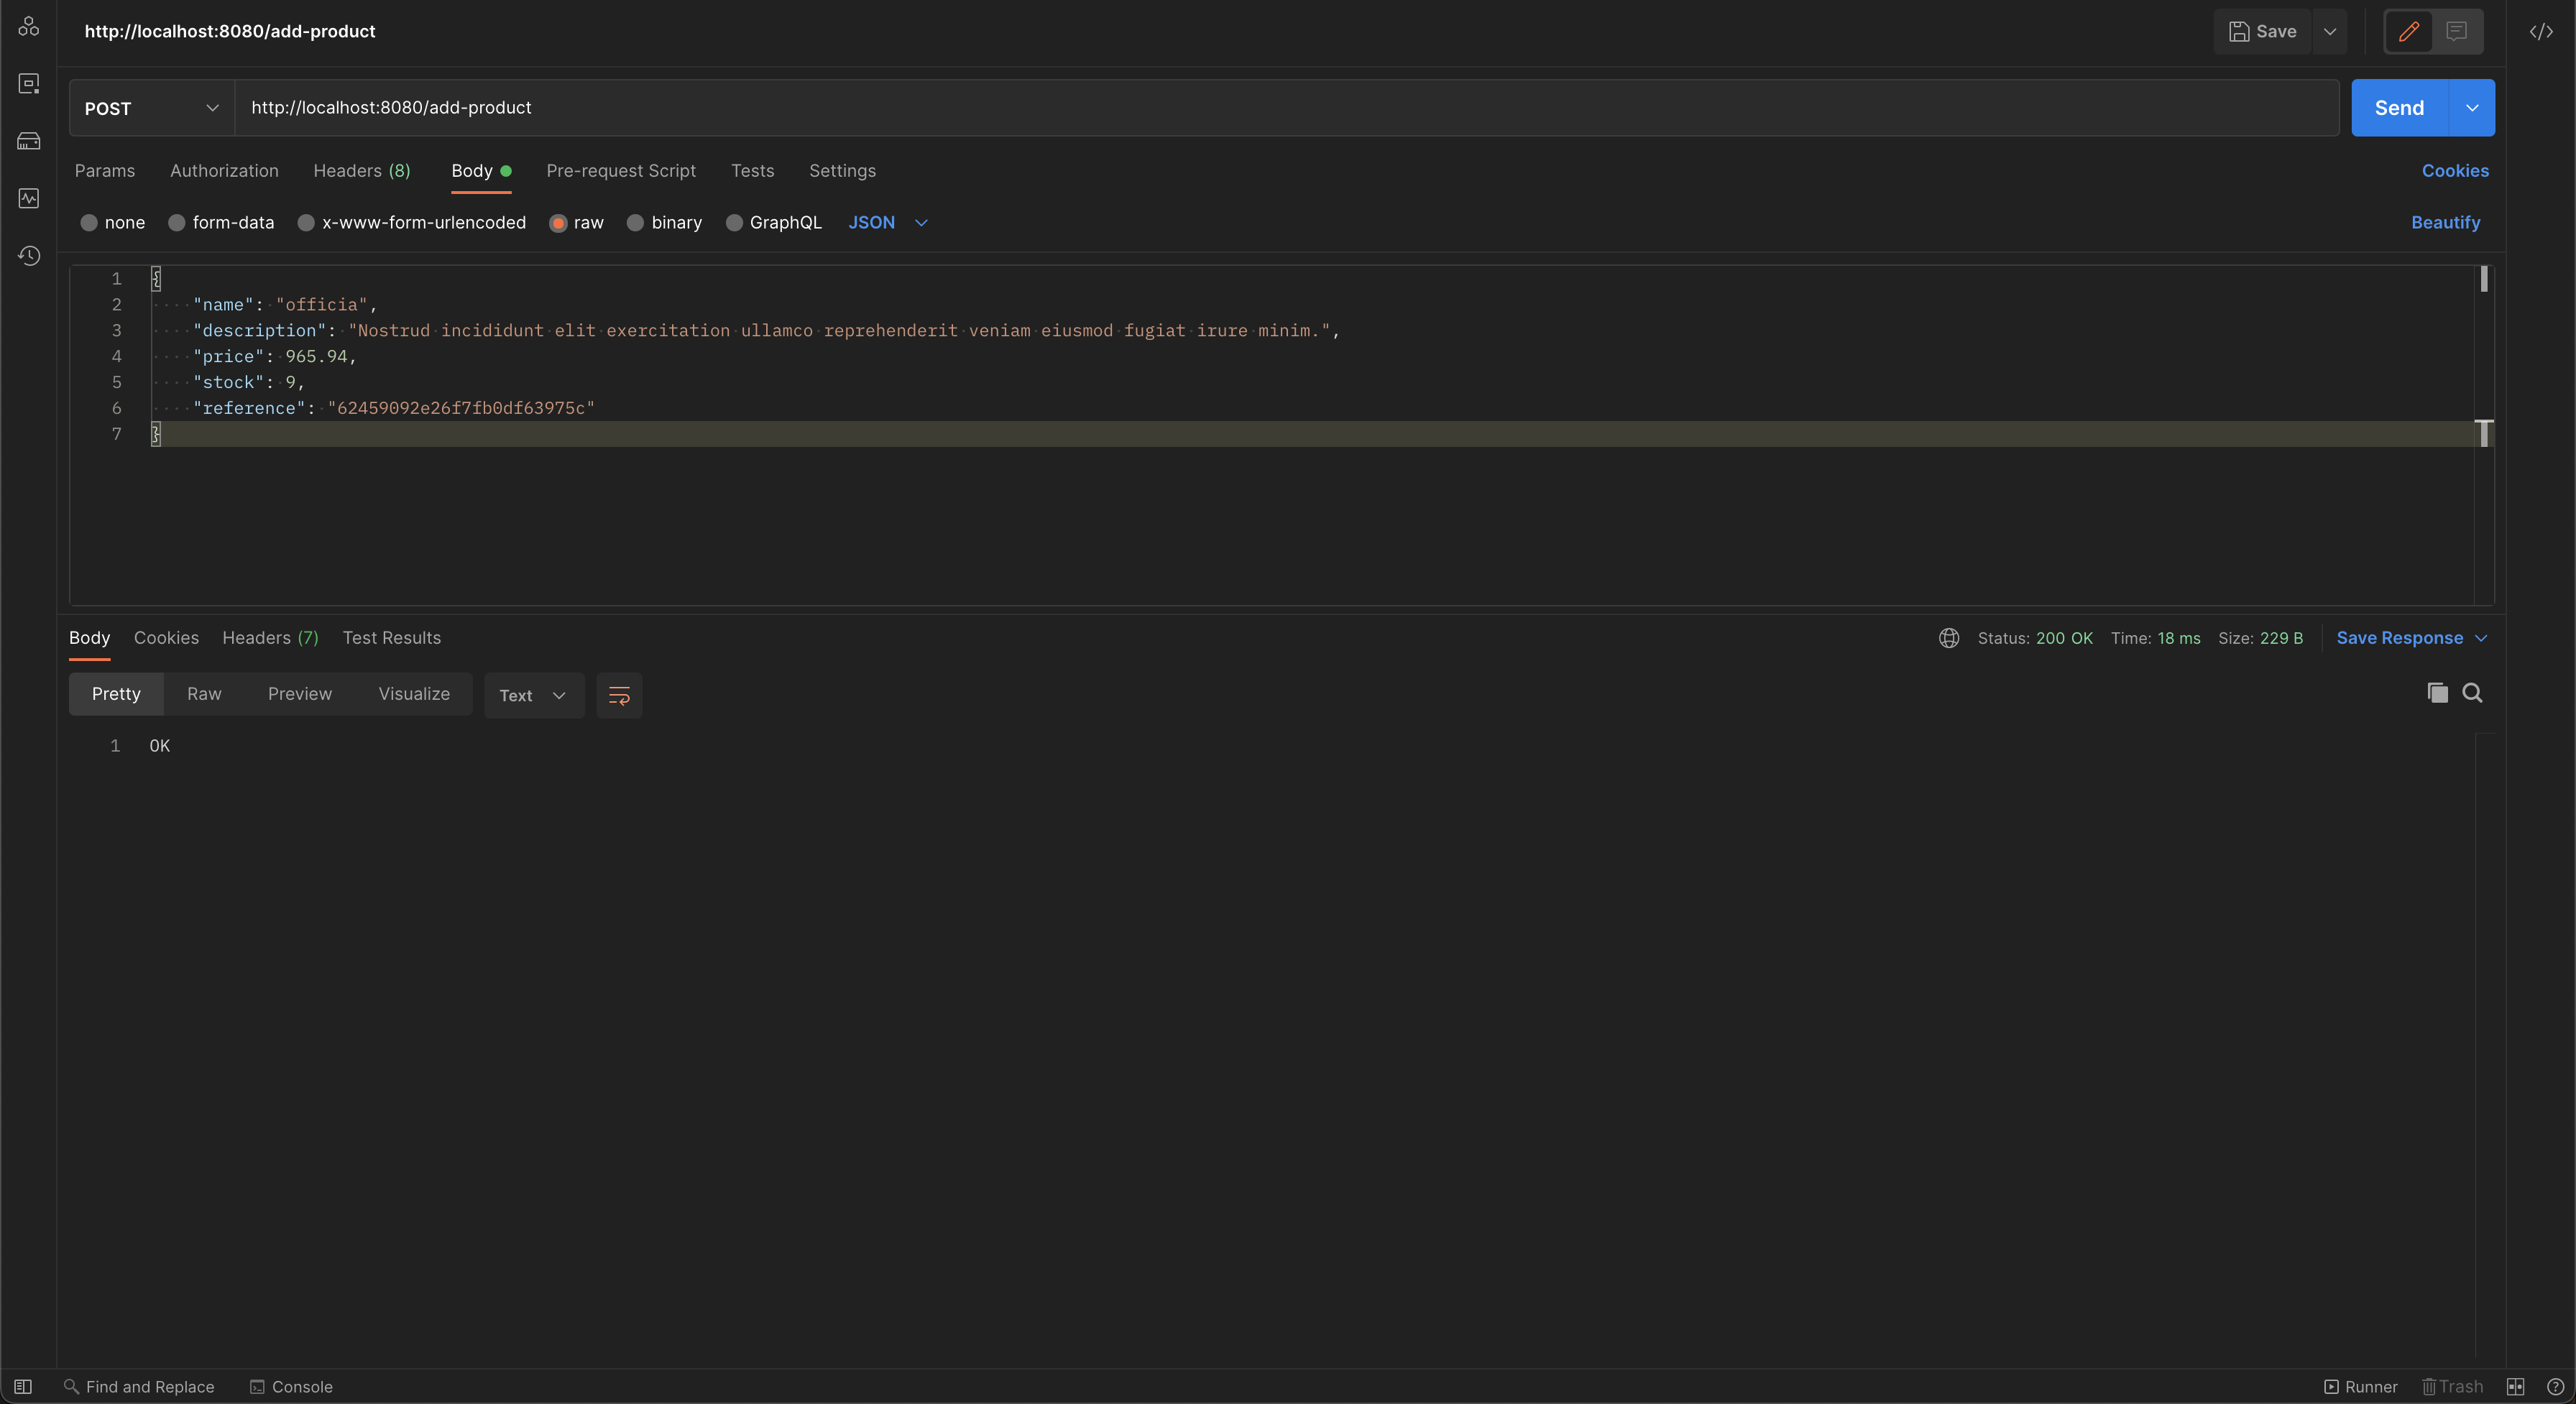 http://localhost:8080/add-product
Save
POST
http://localhost:8080/add-product
Send
Params Authorization Headers (8) Body Pre-request Script Tests Settings Cookies
none form-data x-www-form-urlencoded raw binary GraphQL JSON Beautify
1 {
2 "name": "officia",
3 "description": "Nostrud incididunt elit exercitation ullamco reprehenderit veniam eiusmod fugiat irure minim.",
4 "price": 965.94,
5 "stock": 9,
6 "reference": "62459092e26f7fb0df63975c"
7 }
Body Cookies Headers (7) Test Results Status: 200 OK Time: 18 ms Size: 229 B Save Response
Pretty Raw Preview Visualize Text
1 OK
Find and Replace Console Runner Trash